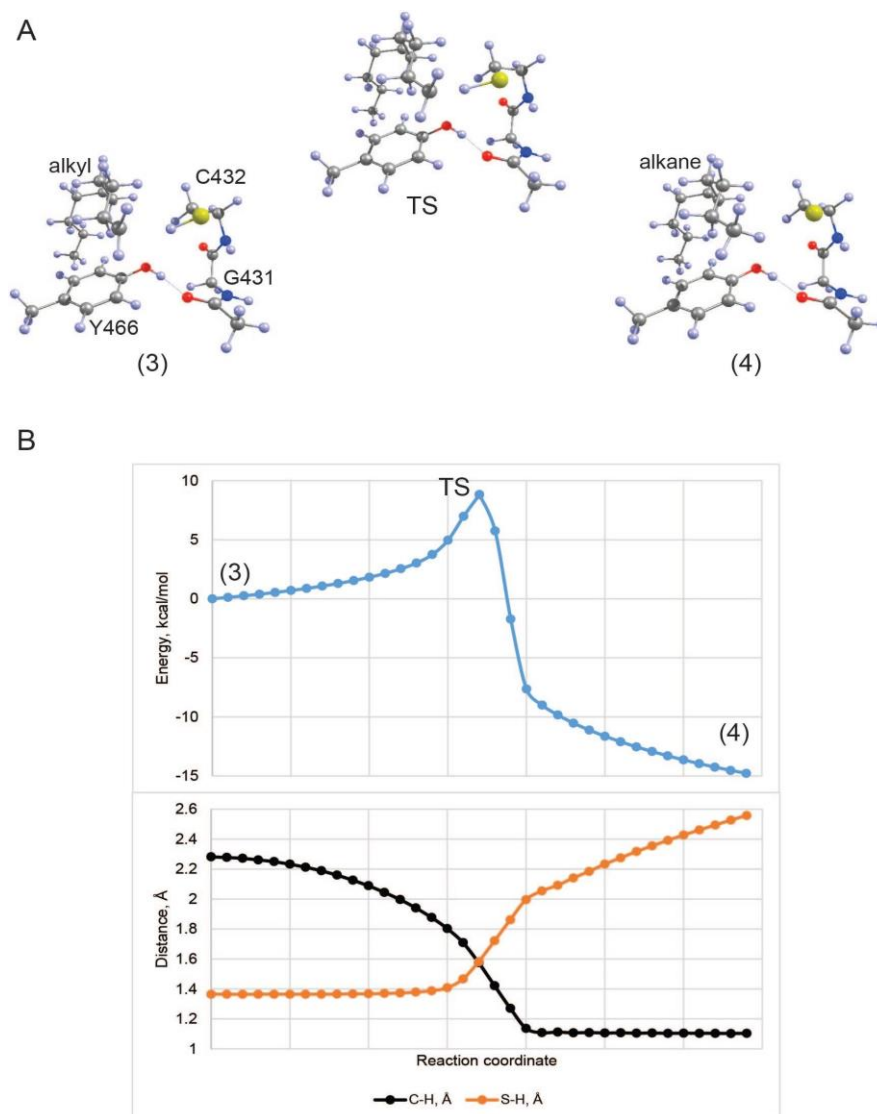 A
alkyl
C432
TS
alkane
G431
Y466
(3)
(4)
B
10
TS
5
(3)
0
Energy, kcal/mol
-5
-10
(4)
-15
2.6
2.4
2.2
2
Distance, Å
1.8
1.6
1.4
1.2
1
Reaction coordinate
C-H, Å S-H, Å